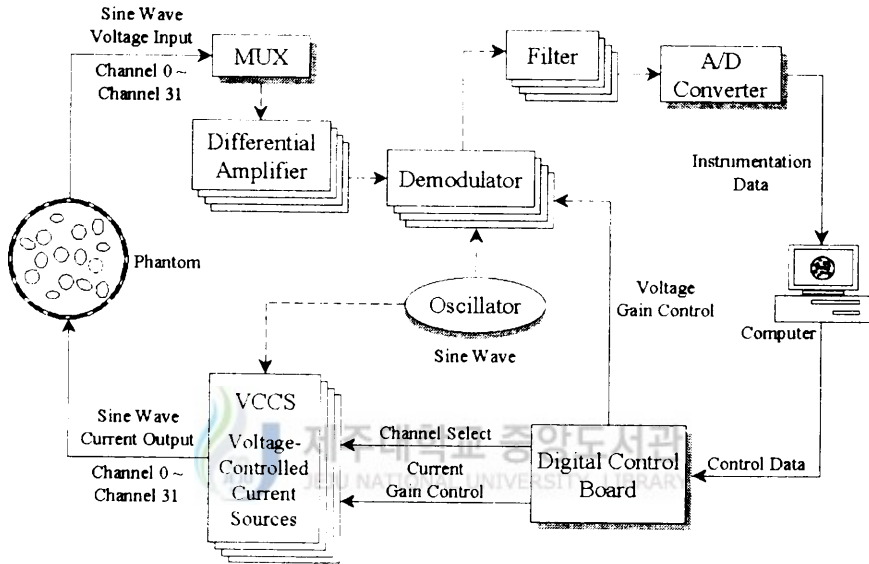 Sine Wave
Voltage Input
Channel 0 ~
Channel 31
MUX
Differential
Amplifier
Filter
A/D
Converter
Demodulator
Instrumentation
Data
Phantom
Oscillator
Sine Wave
Voltage
Gain Control
Computer
Sine Wave
Current Output
Channel 0 ~
Channel 31
VCCS
Voltage-
Controlled
Current
Sources
Channel Select
Current
Gain Control
Digital Control
Board
Control Data
제주대학교 중앙도서관
JEJU NATIONAL UNIVERSITY LIBRARY